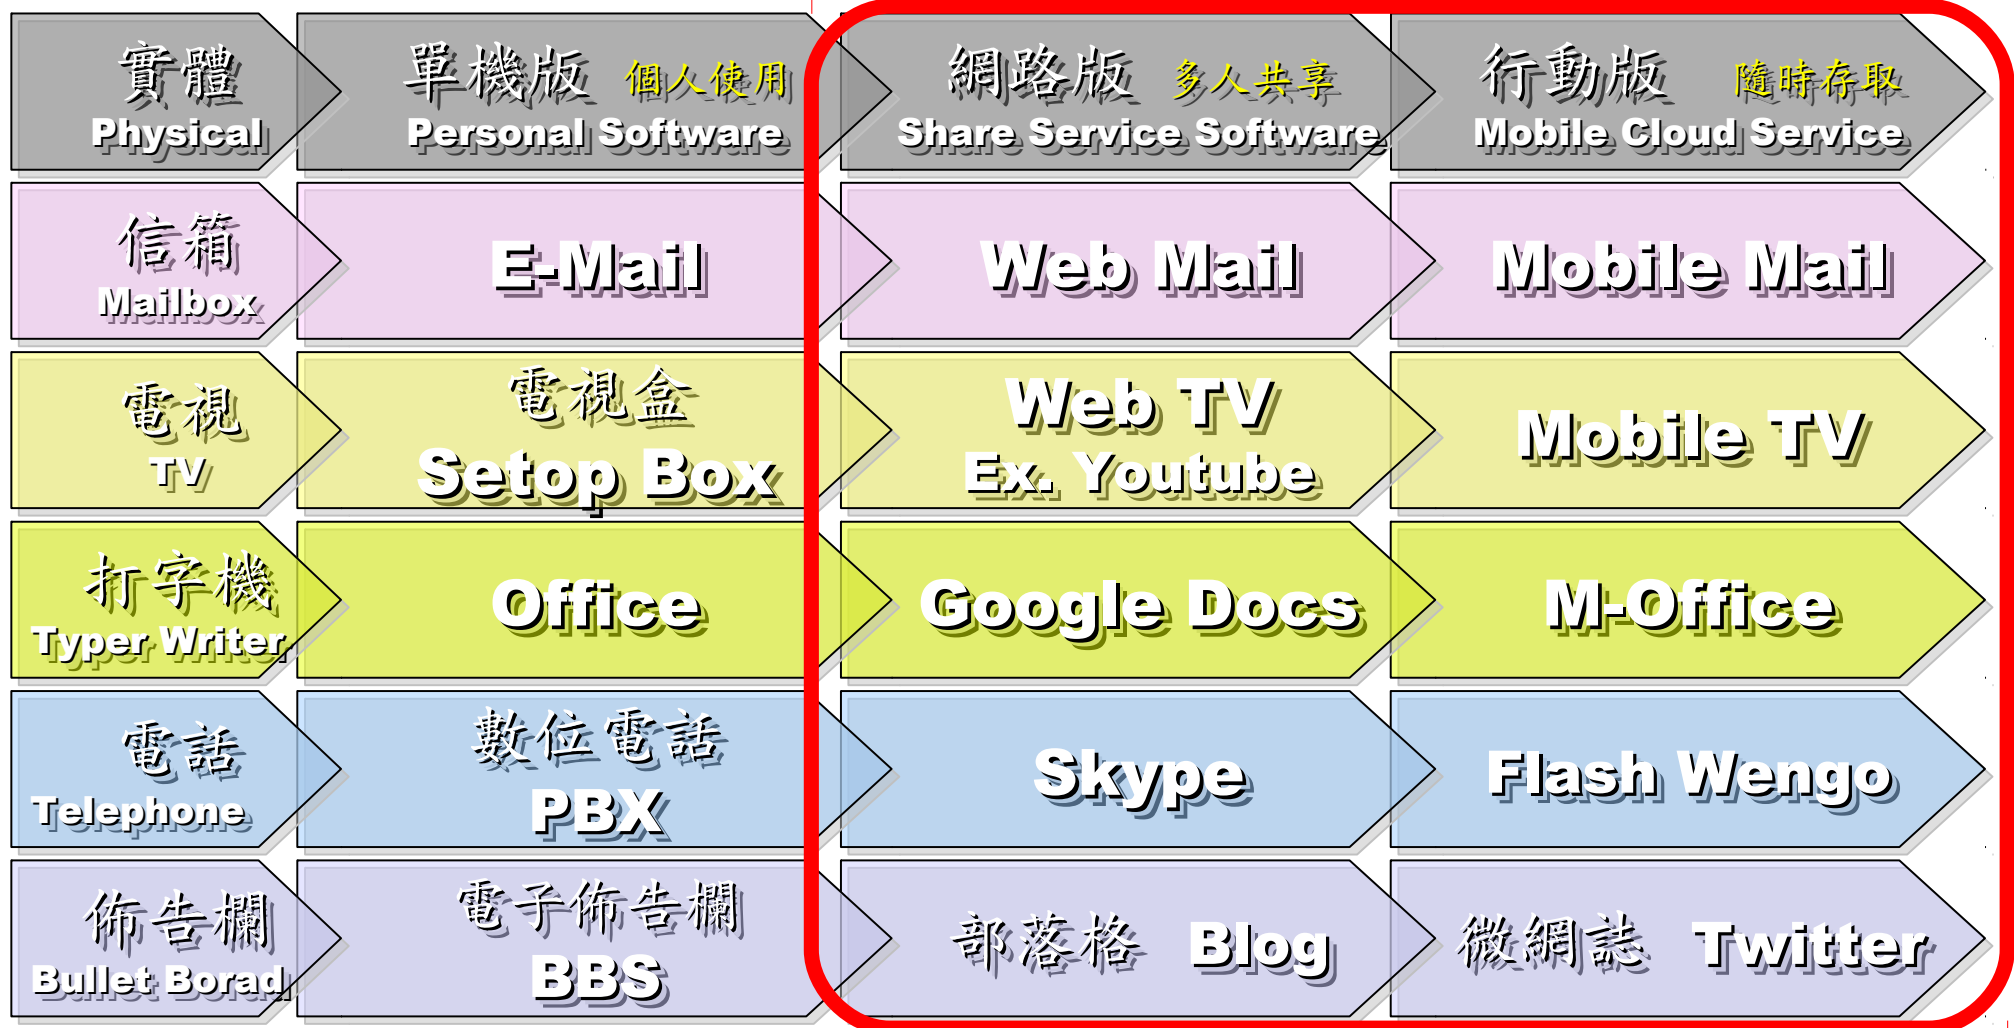 實體
Physical
單機版 個人使用
Personal Software
網路版 多人共享
Share Service Software
行動版 隨時存取
Mobile Cloud Service
信箱
Mailbox
E-Mail
Web Mail
Mobile Mail
電視
TV
電視盒
Setop Box
Web TV
Ex. Youtube
Mobile TV
打字機
Typer Writer
Office
Google Docs
M-Office
電話
Telephone
數位電話
PBX
Skype
Flash Wengo
佈告欄
Bullet Borad
電子佈告欄
BBS
部落格 Blog
微網誌 Twitter